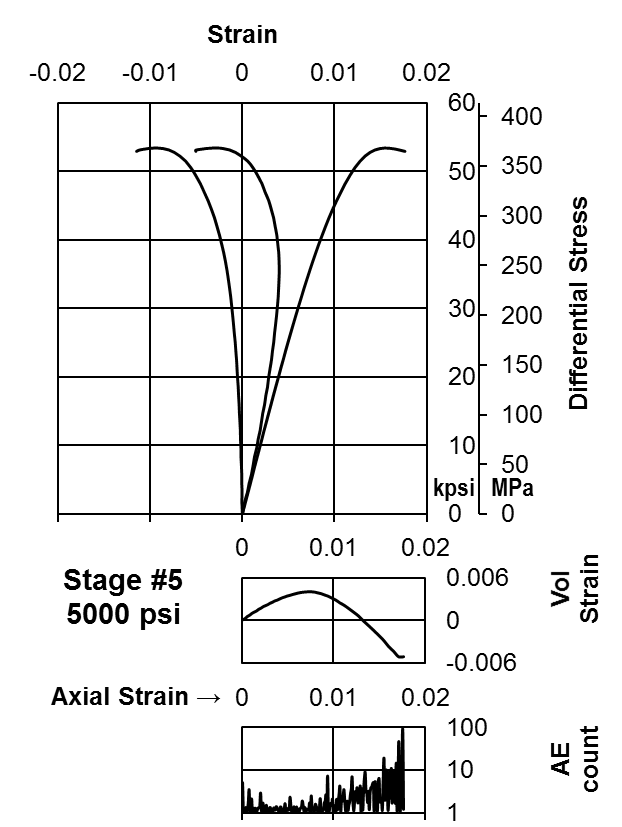 Strain
-0.02 -0.01 0 0.01 0.02
60
400
50
350
300
40
250
30
200
Differential Stress
20
150
100
10
50
kpsi MPa
0 0
0 0.01 0.02
Stage #5
5000 psi
0.006
0
-0.006
Vol
Strain
Axial Strain → 0 0.01 0.02
100
10
1
AE
count